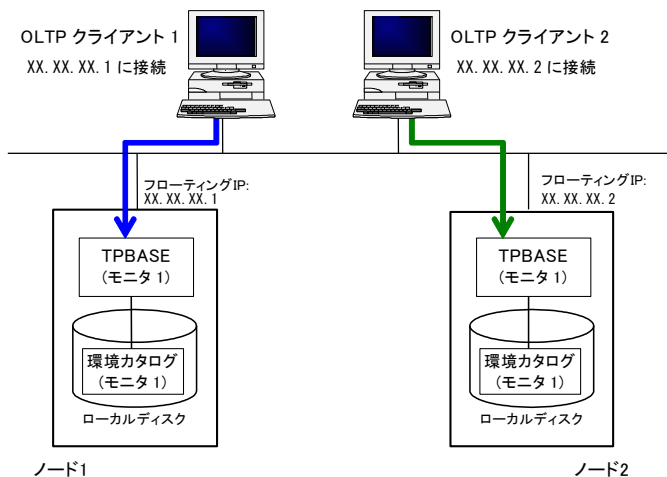 OLTP クライアント 1
XX. XX. XX. 1 に接続
OLTP クライアント 2
XX. XX. XX. 2 に接続
フローティングIP:
XX. XX. XX. 1
フローティングIP:
XX. XX. XX. 2
TPBASE
(モニタ 1)
環境カタログ
(モニタ 1)
ローカルディスク
ノード1
TPBASE
(モニタ 1)
環境カタログ
(モニタ 1)
ローカルディスク
ノード2